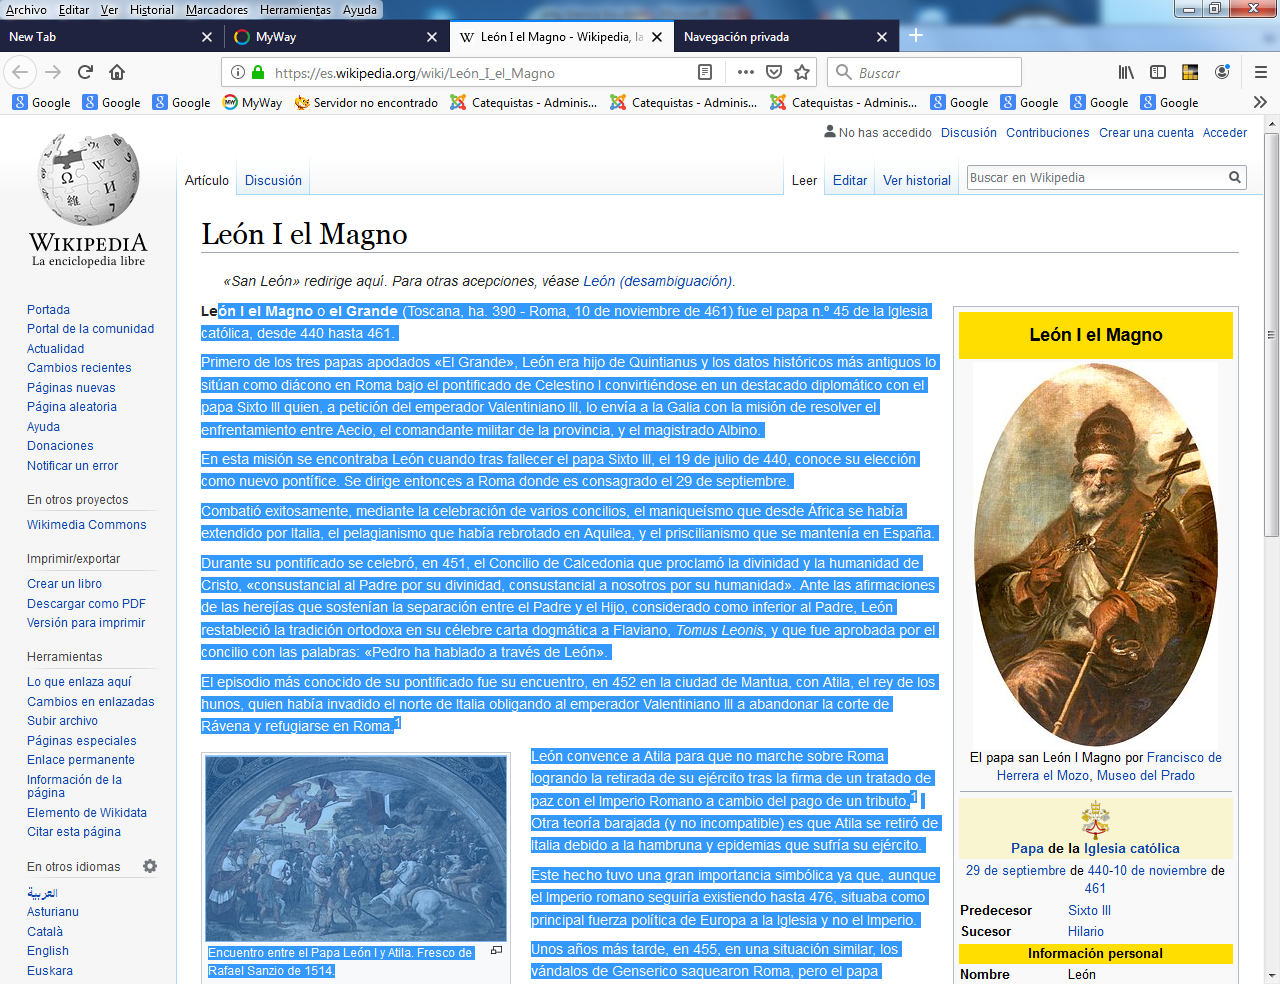 Archivo Editar Ver Historial Marcadores Herramientas Ayuda
New Tab
MyWay
León I el Magno - Wikipedia, la
Navegación privada
https://es.wikipedia.org/wiki/León_I_el_Magno
Buscar
Google
Google
Google
MyWay
Servidor no encontrado
Catequistas - Adminis...
Catequistas - Adminis...
Catequistas - Adminis...
Google
Google
Google
Google
No has accedido Discusión Contribuciones Crear una cuenta Acceder
Artículo Discusión
Leer Editar Ver historial
Buscar en Wikipedia
WIKIPEDIA
La enciclopedia libre
Portada
Portal de la comunidad
Actualidad
Cambios recientes
Páginas nuevas
Página aleatoria
Ayuda
Donaciones
Notificar un error
En otros proyectos
Wikimedia Commons
Imprimir/exportar
Crear un libro
Descargar como PDF
Versión para imprimir
Herramientas
Lo que enlaza aquí
Cambios en enlazadas
Subir archivo
Páginas especiales
Enlace permanente
Información de la
página
Elemento de Wikidata
Citar esta página
En otros idiomas
العربية
Asturianu
Català
English
Euskara
León I el Magno
«San León» redirige aquí. Para otras acepciones, véase León (desambiguación).
León I el Magno o el Grande (Toscana, ha. 390 - Roma, 10 de noviembre de 461) fue el papa n.º 45 de la Iglesia
católica, desde 440 hasta 461.
Primero de los tres papas apodados «El Grande», León era hijo de Quintianus y los datos históricos más antiguos lo
sitúan como diácono en Roma bajo el pontificado de Celestino I convirtiéndose en un destacado diplomático con el
papa Sixto III quien, a petición del emperador Valentiniano III, lo envía a la Galia con la misión de resolver el
enfrentamiento entre Aecio, el comandante militar de la provincia, y el magistrado Albino.
En esta misión se encontraba León cuando tras fallecer el papa Sixto III, el 19 de julio de 440, conoce su elección
como nuevo pontífice. Se dirige entonces a Roma donde es consagrado el 29 de septiembre.
Combatió exitosamente, mediante la celebración de varios concilios, el maniqueísmo que desde África se había
extendido por Italia, el pelagianismo que había rebrotado en Aquilea, y el priscilianismo que se mantenía en España.
Durante su pontificado se celebró, en 451, el Concilio de Calcedonia que proclamó la divinidad y la humanidad de
Cristo, «consustancial al Padre por su divinidad, consustancial a nosotros por su humanidad». Ante las afirmaciones
de las herejías que sostenían la separación entre el Padre y el Hijo, considerado como inferior al Padre, León
restableció la tradición ortodoxa en su célebre carta dogmática a Flaviano, Tomus Leonis, y que fue aprobada por el
concilio con las palabras: «Pedro ha hablado a través de León».
El episodio más conocido de su pontificado fue su encuentro, en 452 en la ciudad de Mantua, con Atila, el rey de los
hunos, quien había invadido el norte de Italia obligando al emperador Valentiniano III a abandonar la corte de
Rávena y refugiarse en Roma.1
León convence a Atila para que no marche sobre Roma
logrando la retirada de su ejército tras la firma de un tratado de
paz con el Imperio Romano a cambio del pago de un tributo.1
Otra teoría barajada (y no incompatible) es que Atila se retiró de
Italia debido a la hambruna y epidemias que sufría su ejército.
Este hecho tuvo una gran importancia simbólica ya que, aunque
el Imperio romano seguiría existiendo hasta 476, situaba como
principal fuerza política de Europa a la Iglesia y no el Imperio.
Unos años más tarde, en 455, en una situación similar, los
vándalos de Genserico saquearon Roma, pero el papa
Encuentro entre el Papa León I y Atila. Fresco de
Rafael Sanzio de 1514.
León I el Magno
El papa san León I Magno por Francisco de
Herrera el Mozo, Museo del Prado
Papa de la Iglesia católica
29 de septiembre de 440-10 de noviembre de
461
Predecesor Sixto III
Sucesor Hilario
Información personal
Nombre León